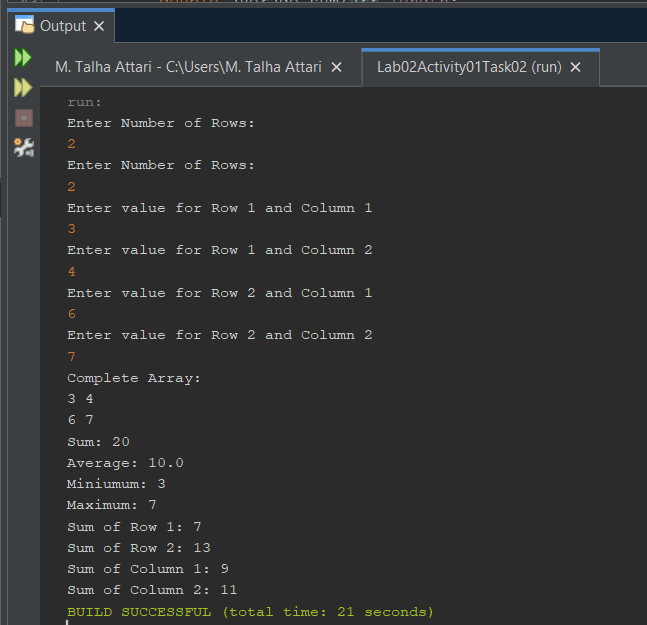 Output
M. Talha Attari - C:\Users\M. Talha Attari
Lab02Activity01Task02 (run)
run:
Enter Number of Rows:
2
Enter Number of Rows:
2
Enter value for Row 1 and Column 1
3
Enter value for Row 1 and Column 2
4
Enter value for Row 2 and Column 1
6
Enter value for Row 2 and Column 2
7
Complete Array:
3 4
6 7
Sum: 20
Average: 10.0
Miniumum: 3
Maximum: 7
Sum of Row 1: 7
Sum of Row 2: 13
Sum of Column 1: 9
Sum of Column 2: 11
BUILD SUCCESSFUL (total time: 21 seconds)